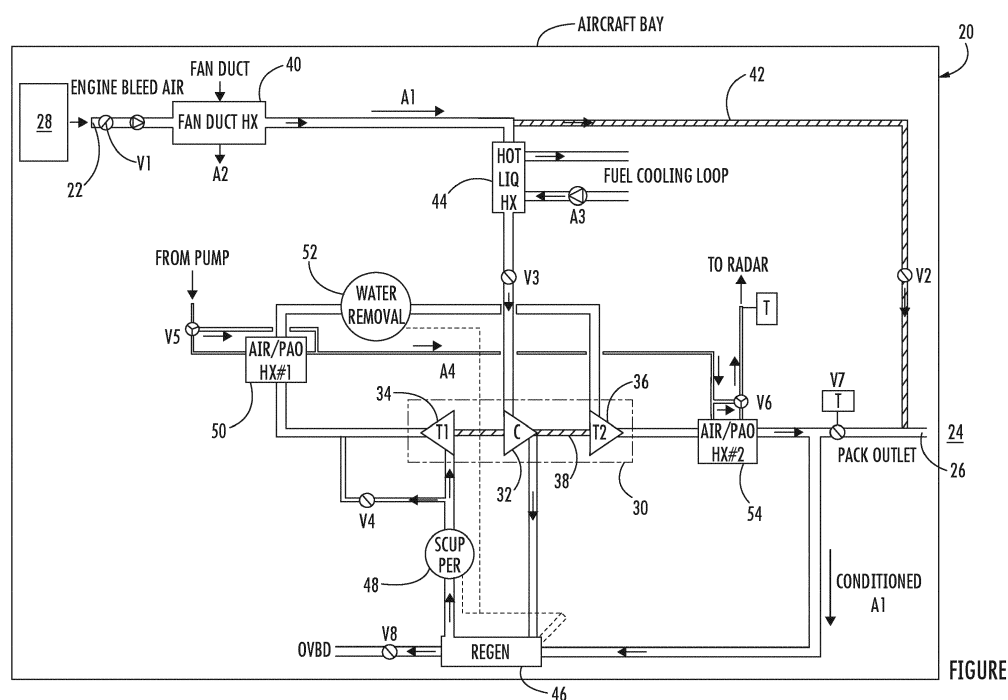 AIRCRAFT BAY
20
FAN DUCT
40
ENGINE BLEED AIR
42
A1
28
FAN DUCT HX
V1
22
A2
HOT
LIQ
HX
44
FUEL COOLING LOOP
A3
FROM PUMP
52
V3
TO RADAR
V2
WATER
REMOVAL
T
V5
AIR/PAO
HX#1
A4
34
36
V7
T
V6
50
T1
C
T2
AIR/PAO
HX#2
24
PACK OUTLET
26
32
38
30
54
V4
SCUP
PER
48
CONDITIONED
A1
OVBD
V8
REGEN
46
FIGURE